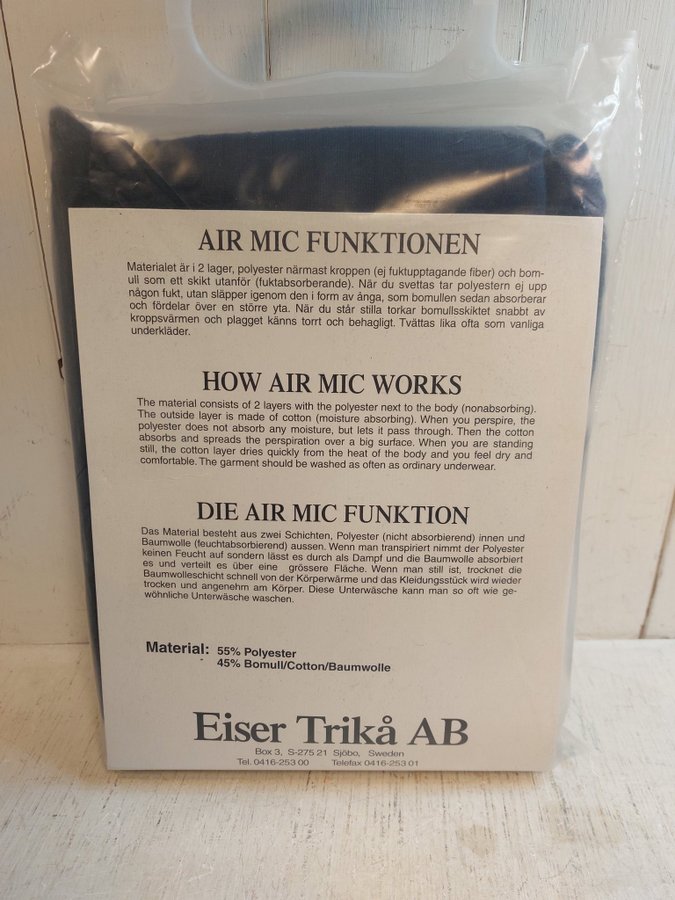 AIR MIC FUNKTIONEN
Materialet är i 2 lager, polyester närmast kroppen (ej fuktupptagande fiber) och bom-
ull som ett skikt utanför (fuktabsorberande). När du svettas tar polyestern ej upp
någon fukt, utan släpper igenom den i form av ånga, som bomullen sedan absorberar
och fördelar över en större yta. När du står stilla torkar bomullsskiktet snabbt av
kroppsvärmen och plagget känns torrt och behagligt. Tvättas lika ofta som vanliga
underkläder.
HOW AIR MIC WORKS
The material consists of 2 layers with the polyester next to the body (nonabsorbing).
The outside layer is made of cotton (moisture absorbing). When you perspire, the
polyester does not absorb any moisture, but lets it pass through. Then the cotton
absorbs and spreads the perspiration over a big surface. When you are standing
still, the cotton layer dries quickly from the heat of the body and you feel dry and
comfortable. The garment should be washed as often as ordinary underwear.
DIE AIR MIC FUNKTION
Das Material besteht aus zwei Schichten, Polyester (nicht absorbierend) innen und
Baumwolle (feuchtabsorbierend) aussen. Wenn man transpiriert nimmt der Polyester
keinen Feucht auf sondern lässt es durch als Dampf und die Baumwolle absorbiert
es und verteilt es über eine grössere Fläche. Wenn man still ist, trocknet die
Baumwolleschicht schnell von der Körperwärme und das Kleidungsstück wird wieder
trocken und angenehm am Körper. Diese Unterwäsche kann man so oft wie ge-
wöhnliche Unterwäsche waschen.
Material: 55% Polyester
45% Bomull/Cotton/Baumwolle
Eiser Trikå AB
Box 3, S-275 21 Sjöbo, Sweden
Tel. 0416-253 00 Telefax 0416-253 01